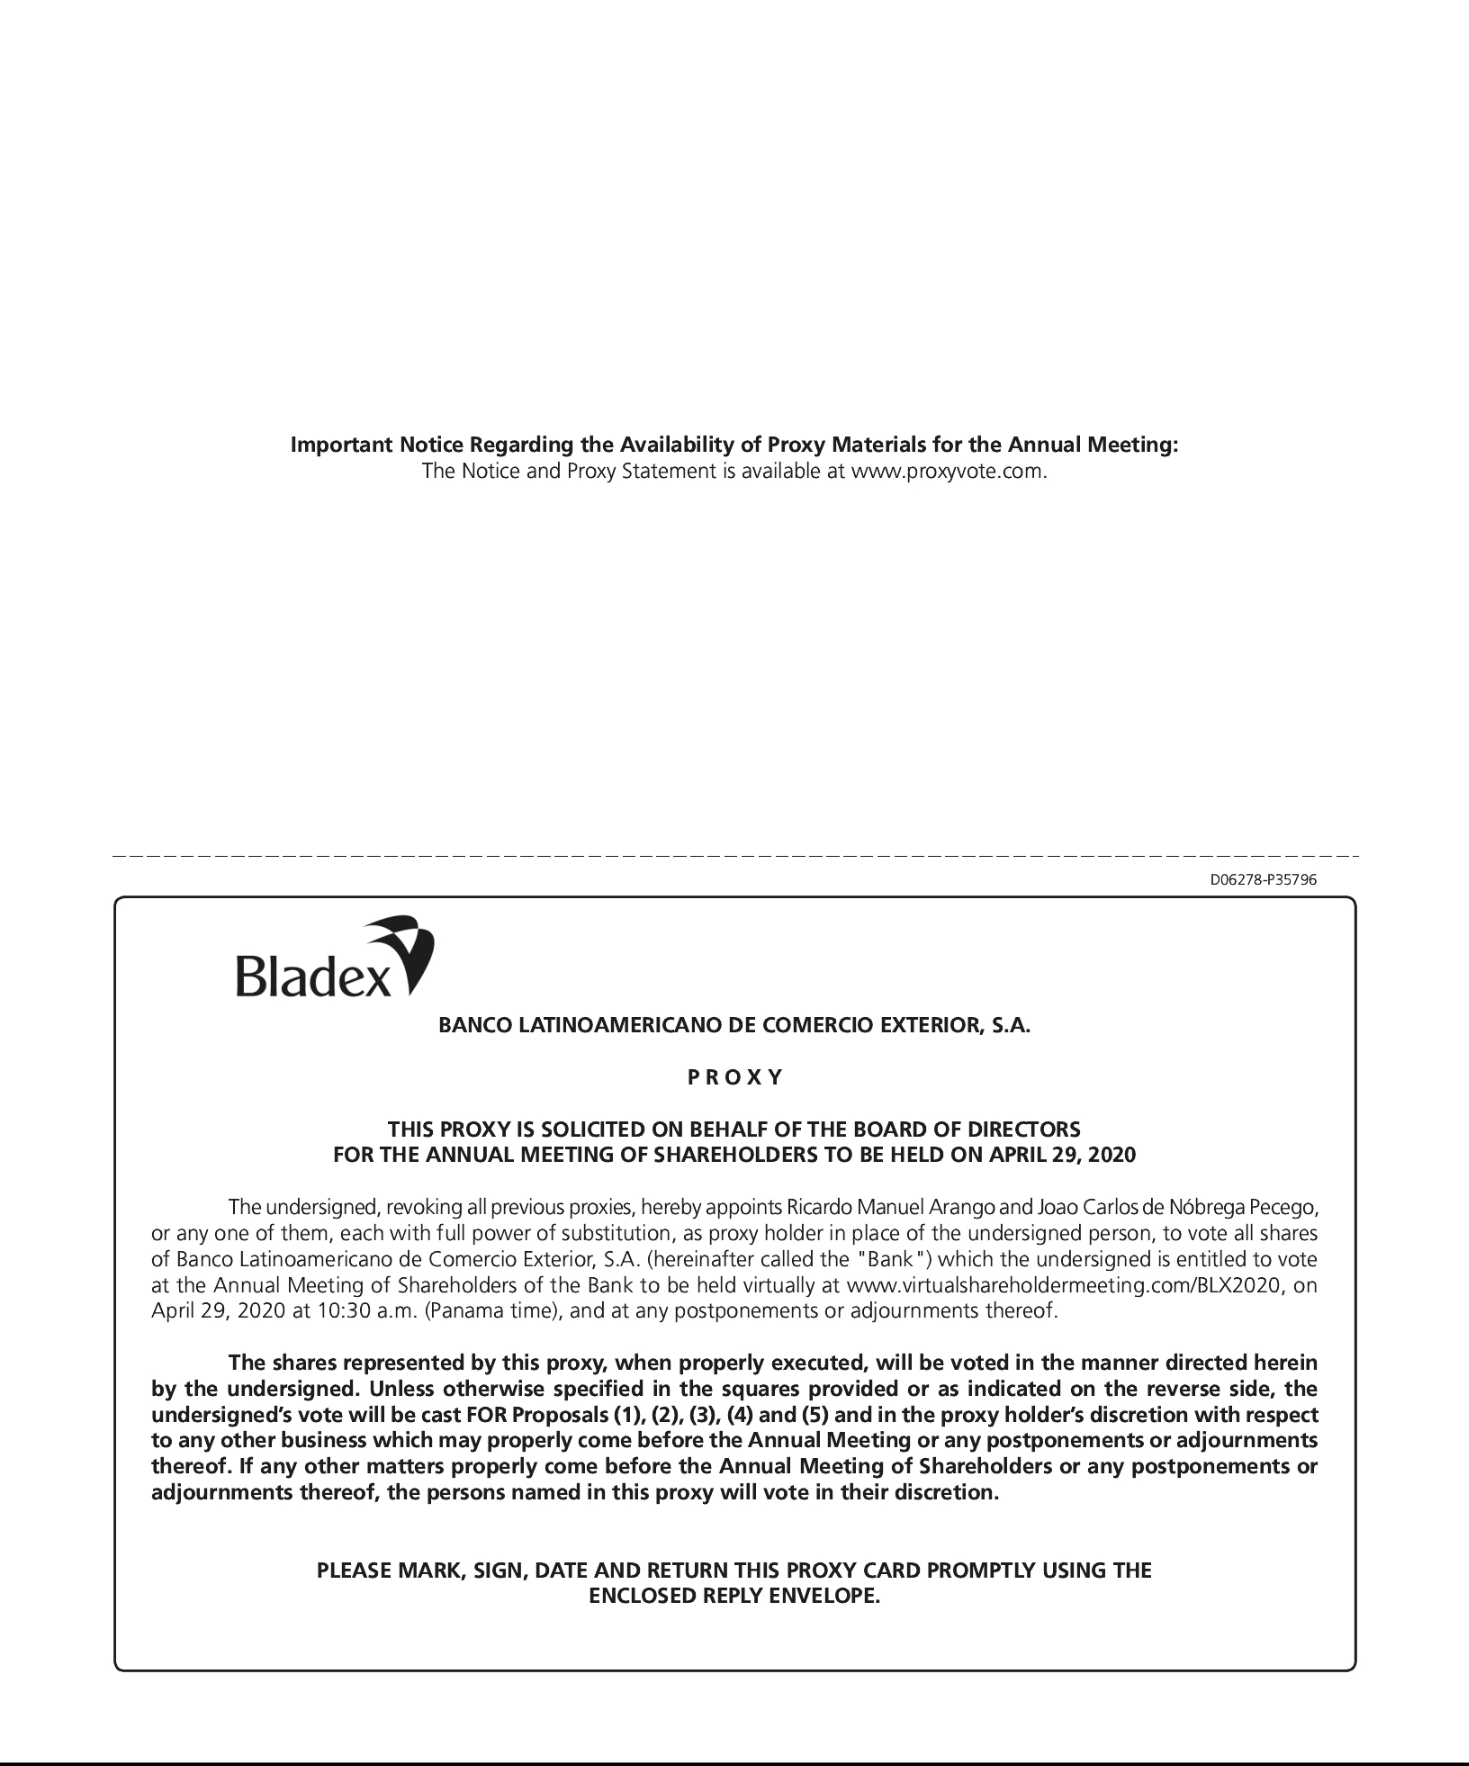 Important Notice Regarding the Availability of Proxy Materials for the Annual Meeting:
The Notice and Proxy Statement is available at www.proxyvote.com.
D06278-P35796
Bladex
BANCO LATINOAMERICANO DE COMERCIO EXTERIOR, S.A.
P R O X Y
THIS PROXY IS SOLICITED ON BEHALF OF THE BOARD OF DIRECTORS
FOR THE ANNUAL MEETING OF SHAREHOLDERS TO BE HELD ON APRIL 29, 2020
The undersigned, revoking all previous proxies, hereby appoints Ricardo Manuel Arango and Joao Carlos de Nóbrega Pecego,
or any one of them, each with full power of substitution, as proxy holder in place of the undersigned person, to vote all shares
of Banco Latinoamericano de Comercio Exterior, S.A. (hereinafter called the "Bank") which the undersigned is entitled to vote
at the Annual Meeting of Shareholders of the Bank to be held virtually at www.virtualshareholdermeeting.com/BLX2020, on
April 29, 2020 at 10:30 a.m. (Panama time), and at any postponements or adjournments thereof.
The shares represented by this proxy, when properly executed, will be voted in the manner directed herein
by the undersigned. Unless otherwise specified in the squares provided or as indicated on the reverse side, the
undersigned's vote will be cast FOR Proposals (1), (2), (3), (4) and (5) and in the proxy holder's discretion with respect
to any other business which may properly come before the Annual Meeting or any postponements or adjournments
thereof. If any other matters properly come before the Annual Meeting of Shareholders or any postponements or
adjournments thereof, the persons named in this proxy will vote in their discretion.
PLEASE MARK, SIGN, DATE AND RETURN THIS PROXY CARD PROMPTLY USING THE
ENCLOSED REPLY ENVELOPE.